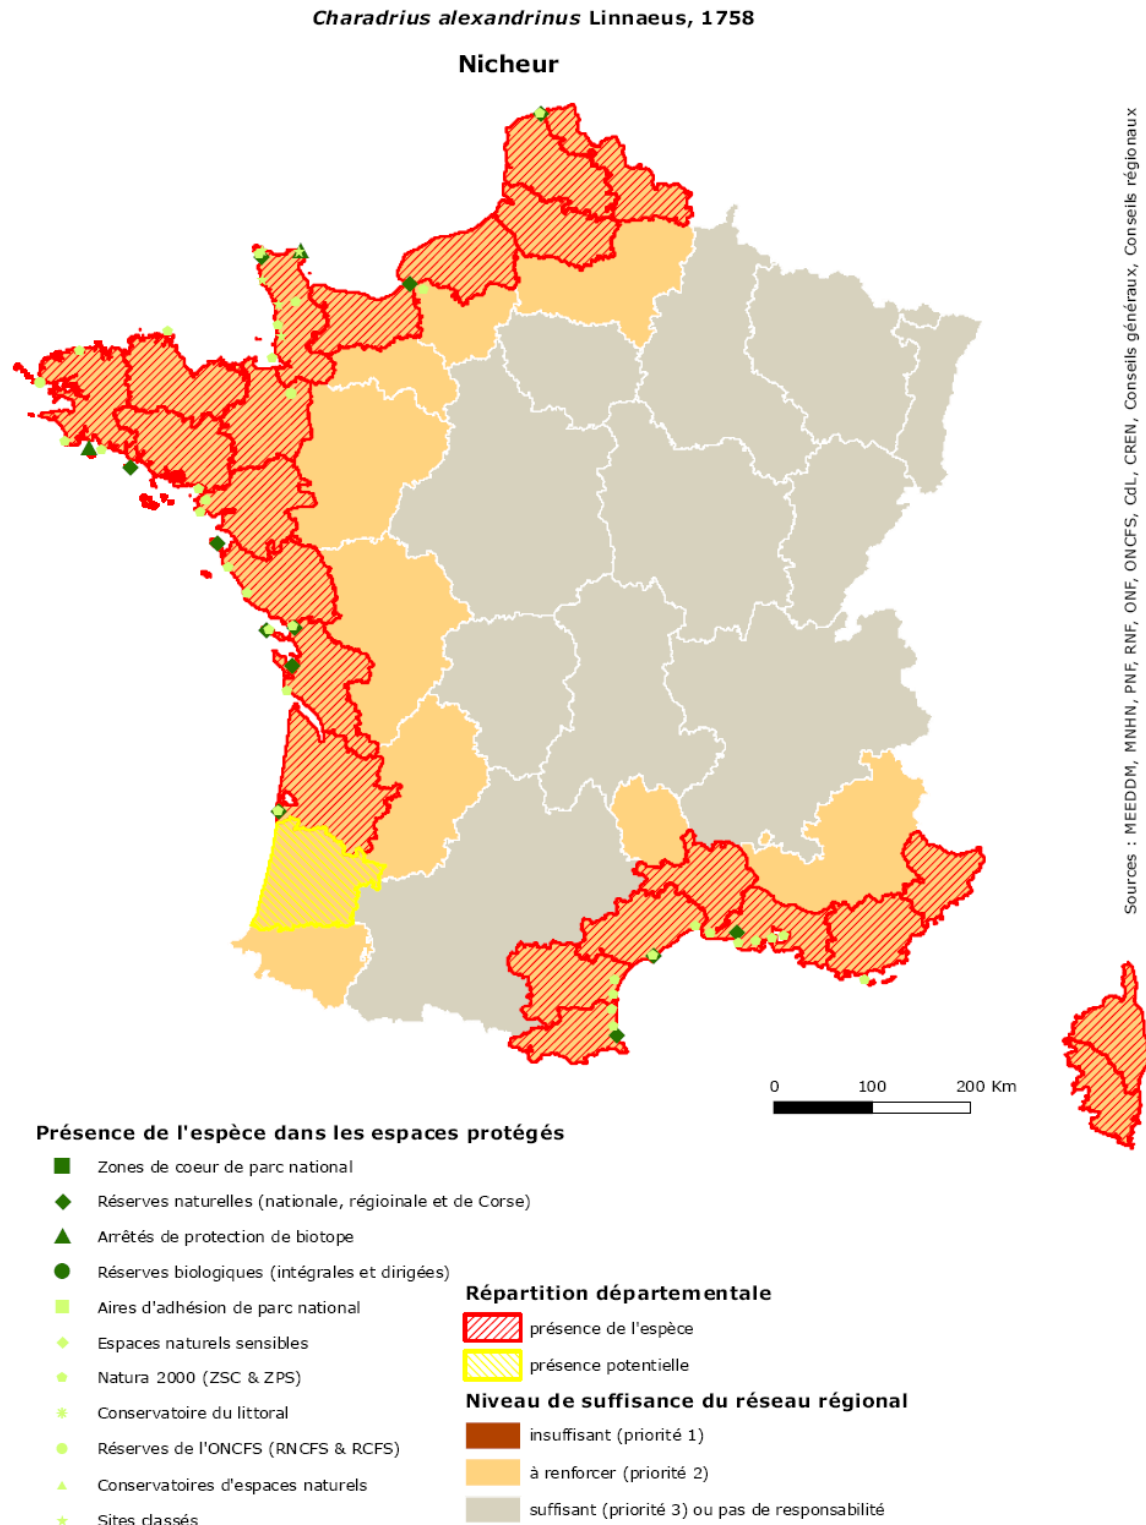 Charadrius alexandrinus Linnaeus, 1758
Nicheur
Sources : MEEDDM, MNHN, PNF, RNF, ONF, ONCFS, CdL, CREN, Conseils généraux, Conseils régionaux
0 100 200 Km
Présence de l'espèce dans les espaces protégés
Zones de coeur de parc national
Réserves naturelles (nationale, régioinale et de Corse)
Arrêtés de protection de biotope
Réserves biologiques (intégrales et dirigées)
Aires d'adhésion de parc national
Espaces naturels sensibles
Natura 2000 (ZSC & ZPS)
Conservatoire du littoral
Réserves de l'ONCFS (RNCFS & RCFS)
Conservatoires d'espaces naturels
Sites classés
Répartition départementale
présence de l'espèce
présence potentielle
Niveau de suffisance du réseau régional
insuffisant (priorité 1)
à renforcer (priorité 2)
suffisant (priorité 3) ou pas de responsabilité